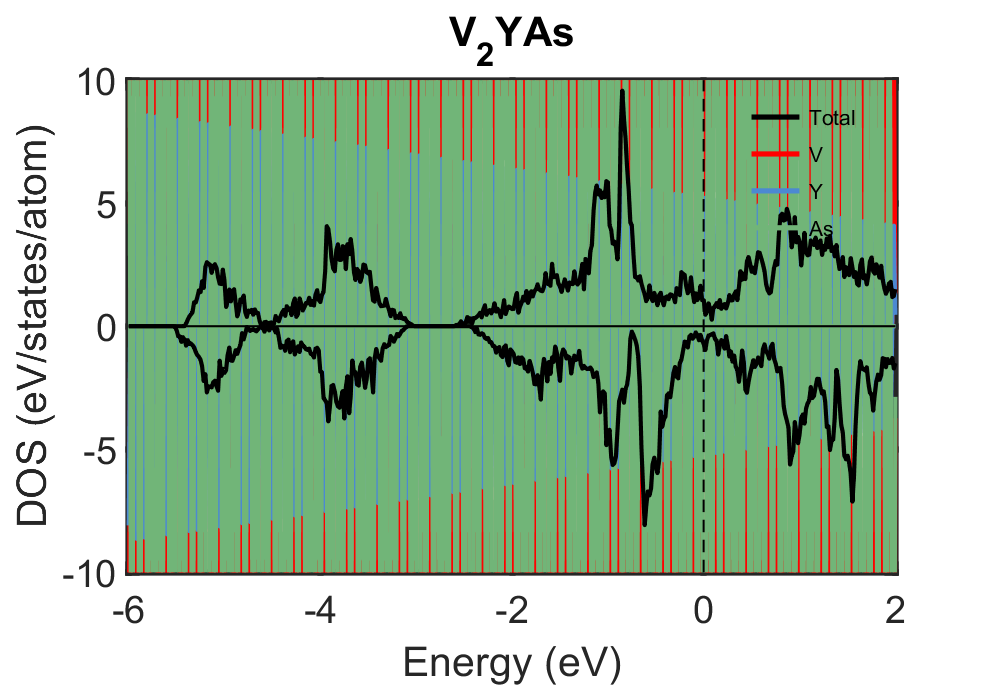 V₂YAs
10
5
0
-5
-10
DOS (eV/states/atom)
Total
V
Y
As
-6 -4 -2 0 2
Energy (eV)